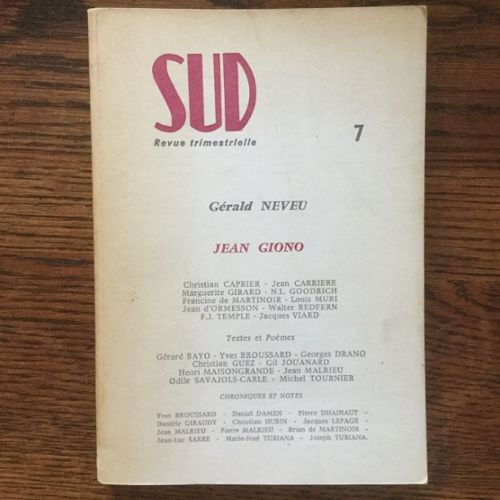 SUD
Revue trimestrielle
7
Gérald NEVEU
JEAN GIONO
Christian CAPRIER - Jean CARRIERE
Marguerite GIRARD - N.L. GOODRICH
Francine de MARTINOIR - Louis MURI
Jean d'ORMESSON - Walter REDFERN
F.J. TEMPLE - Jacques VIARD
Textes et Poèmes
Gérard BAYO - Yves BROUSSARD - Georges DRANO
Christian GUEZ - Gil JOUANARD
Henri MAISONGRANDE - Jean MALRIEU
Odile SAVAJOLS-CARLE - Michel TOURNIER
CHRONIQUES ET NOTES
Yves BROUSSARD - Daniel DAMEN - Pierre DHAINAUT -
Danièle GIRAUDY - Christian HUBIN - Jacques LEPAGE -
Jean MALRIEU - Pierre MALRIEU - Brian de MARTINOIR -
Jean-Luc SARRE - Marie-José TUBIANA - Joseph TUBIANA.